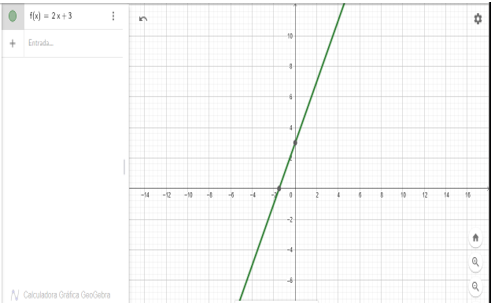 f(x) = 2 x + 3
Entrada...
10
8
6
4
2
−14 −12 −10 −8 −6 −4 −2 0 2 4 6 8 10 12 14 16
−2
−4
−6
Calculadora Gráfica GeoGebra